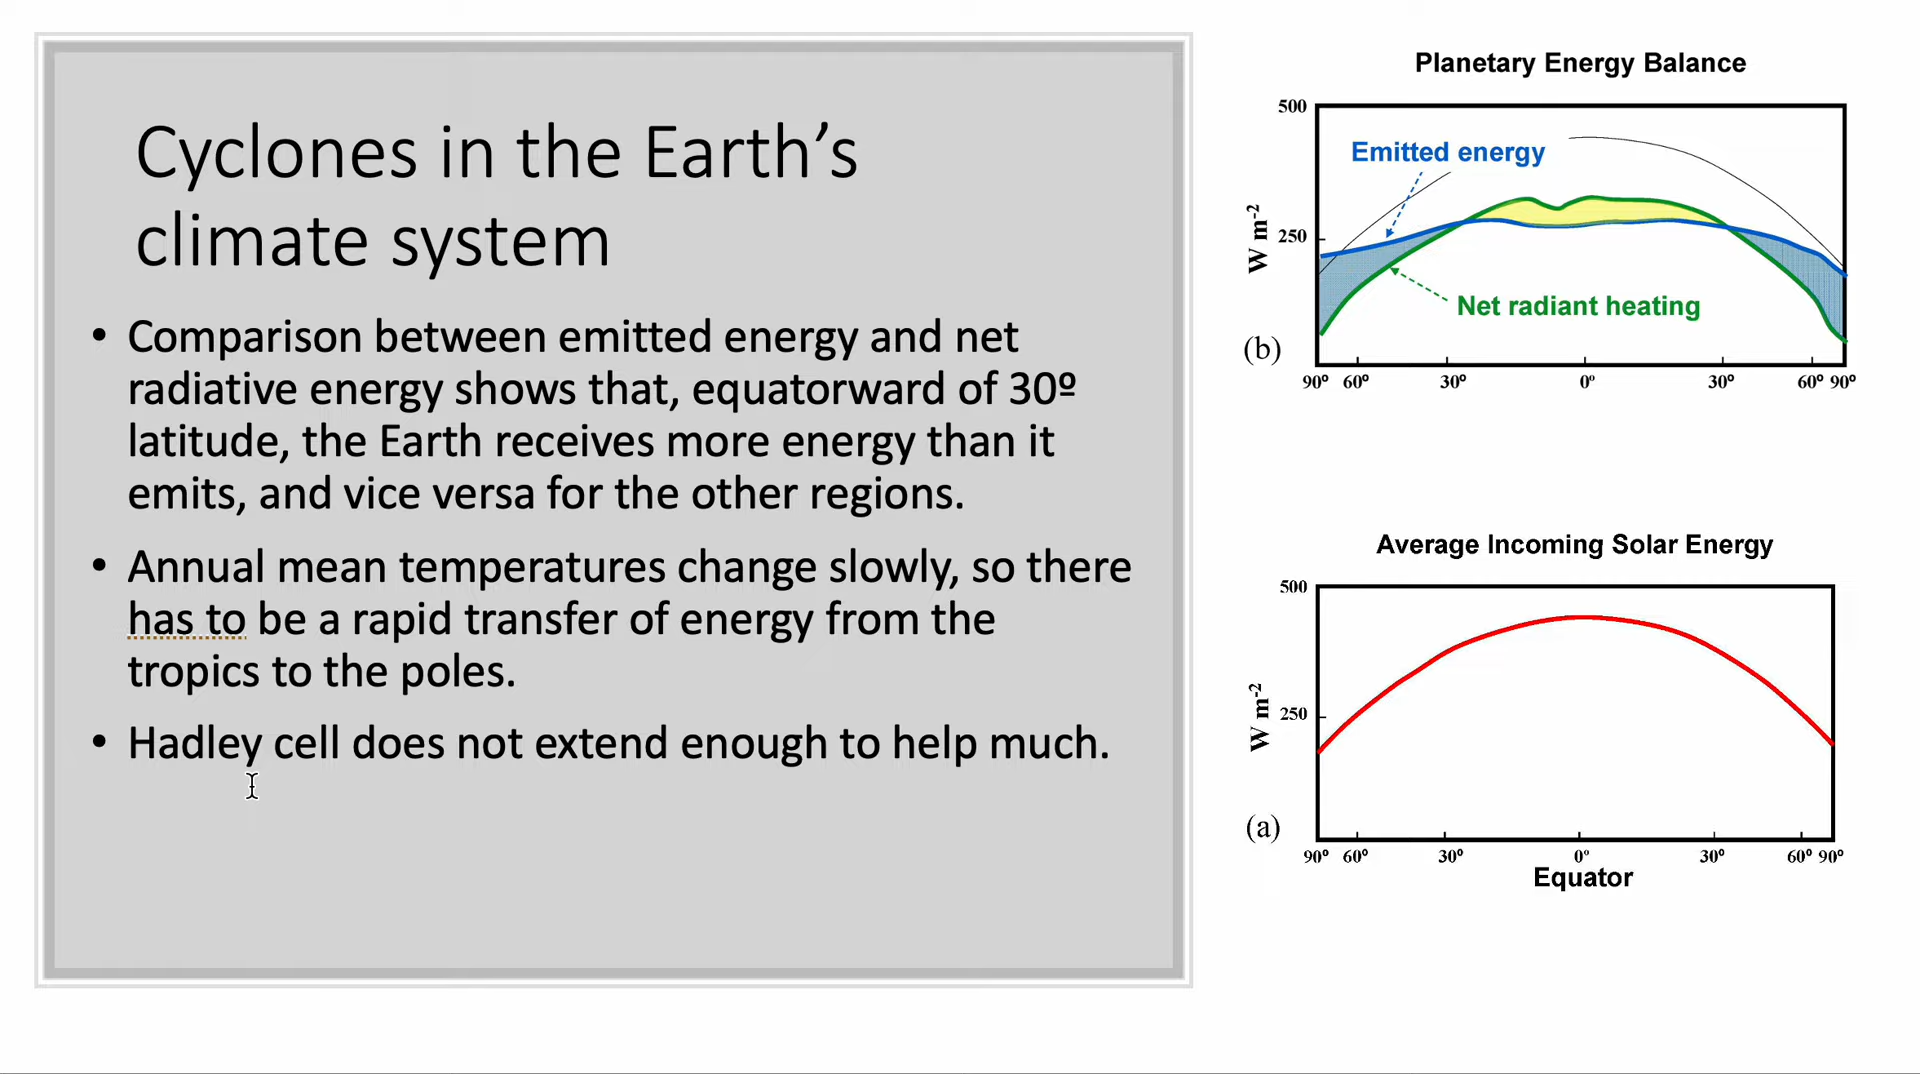 Cyclones in the Earth’s
climate system
• Comparison between emitted energy and net
radiative energy shows that, equatorward of 30º
latitude, the Earth receives more energy than it
emits, and vice versa for the other regions.
• Annual mean temperatures change slowly, so there
has to be a rapid transfer of energy from the
tropics to the poles.
• Hadley cell does not extend enough to help much.
Planetary Energy Balance
500
Emitted energy
W m-2
250
Net radiant heating
(b)
90º 60º 30º 0º 30º 60º 90º
Average Incoming Solar Energy
500
W m-2
250
(a)
90º 60º 30º 0º 30º 60º 90º
Equator